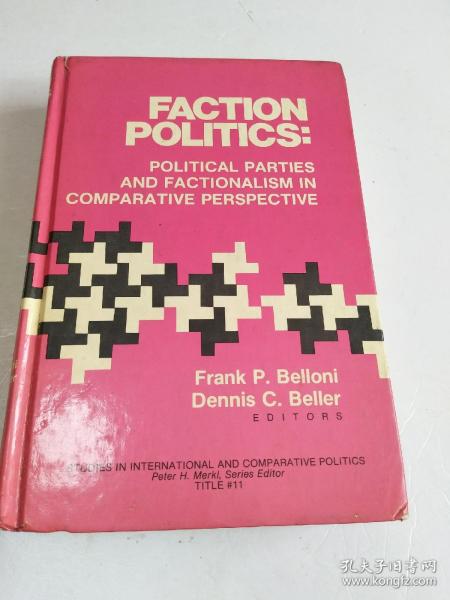 FACTION
POLITICS:
POLITICAL PARTIES
AND FACTIONALISM IN
COMPARATIVE PERSPECTIVE
Frank P. Belloni
Dennis C. Beller
EDITORS
STUDIES IN INTERNATIONAL AND COMPARATIVE POLITICS
Peter H. Merkl, Series Editor
TITLE #11
孔夫子旧书网
www.kongfz.com